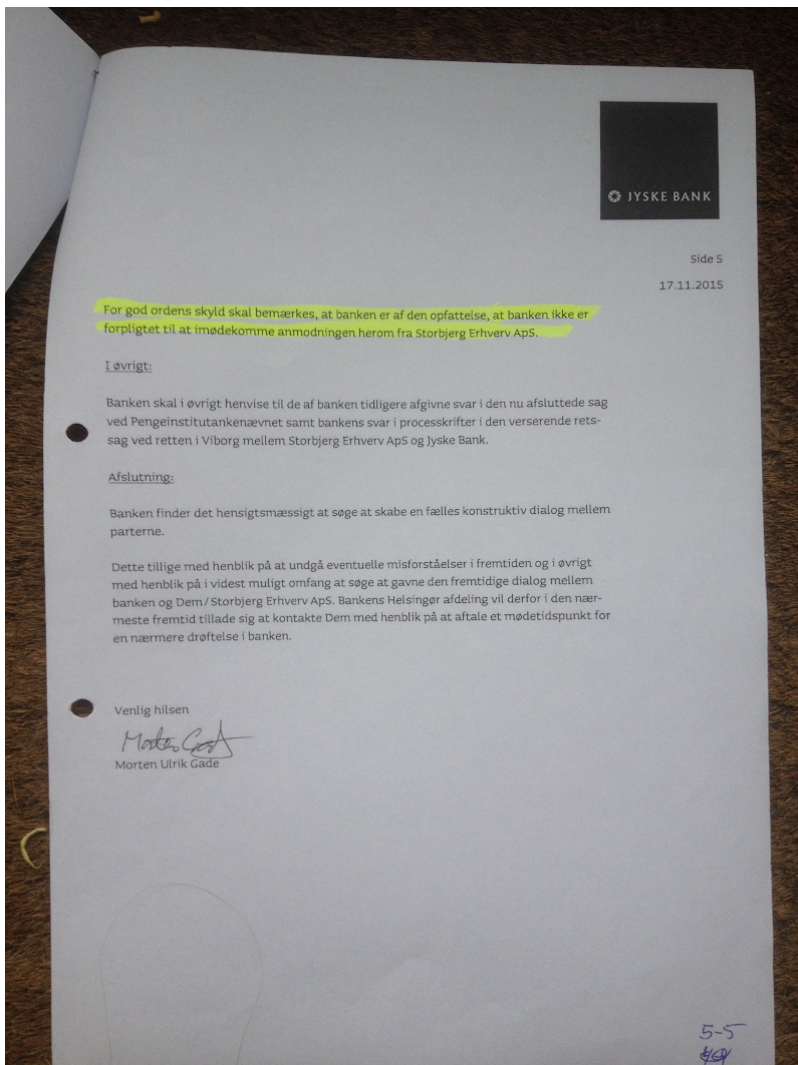 JYSKE BANK
Side 5
17.11.2015
For god ordens skyld skal bemærkes, at banken er af den opfattelse, at banken ikke er
forpligtet til at imødekomme anmodningen herom fra Storbjerg Erhverv ApS.
I øvrigt:
Banken skal i øvrigt henvise til de af banken tidligere afgivne svar i den nu afsluttede sag
ved Pengeinstitutankenævnet samt bankens svar i processkrifter i den verserende rets-
sag ved retten i Viborg mellem Storbjerg Erhverv ApS og Jyske Bank.
Afslutning:
Banken finder det hensigtsmæssigt at søge at skabe en fælles konstruktiv dialog mellem
parterne.
Dette tillige med henblik på at undgå eventuelle misforståelser i fremtiden og i øvrigt
med henblik på i videst muligt omfang at søge at gavne den fremtidige dialog mellem
banken og Dem/Storbjerg Erhverv ApS. Bankens Helsingør afdeling vil derfor i den nær-
meste fremtid tillade sig at kontakte Dem med henblik på at aftale et mødetidspunkt for
en nærmere drøftelse i banken.
Venlig hilsen
Morten Ulrik Gade
5-5